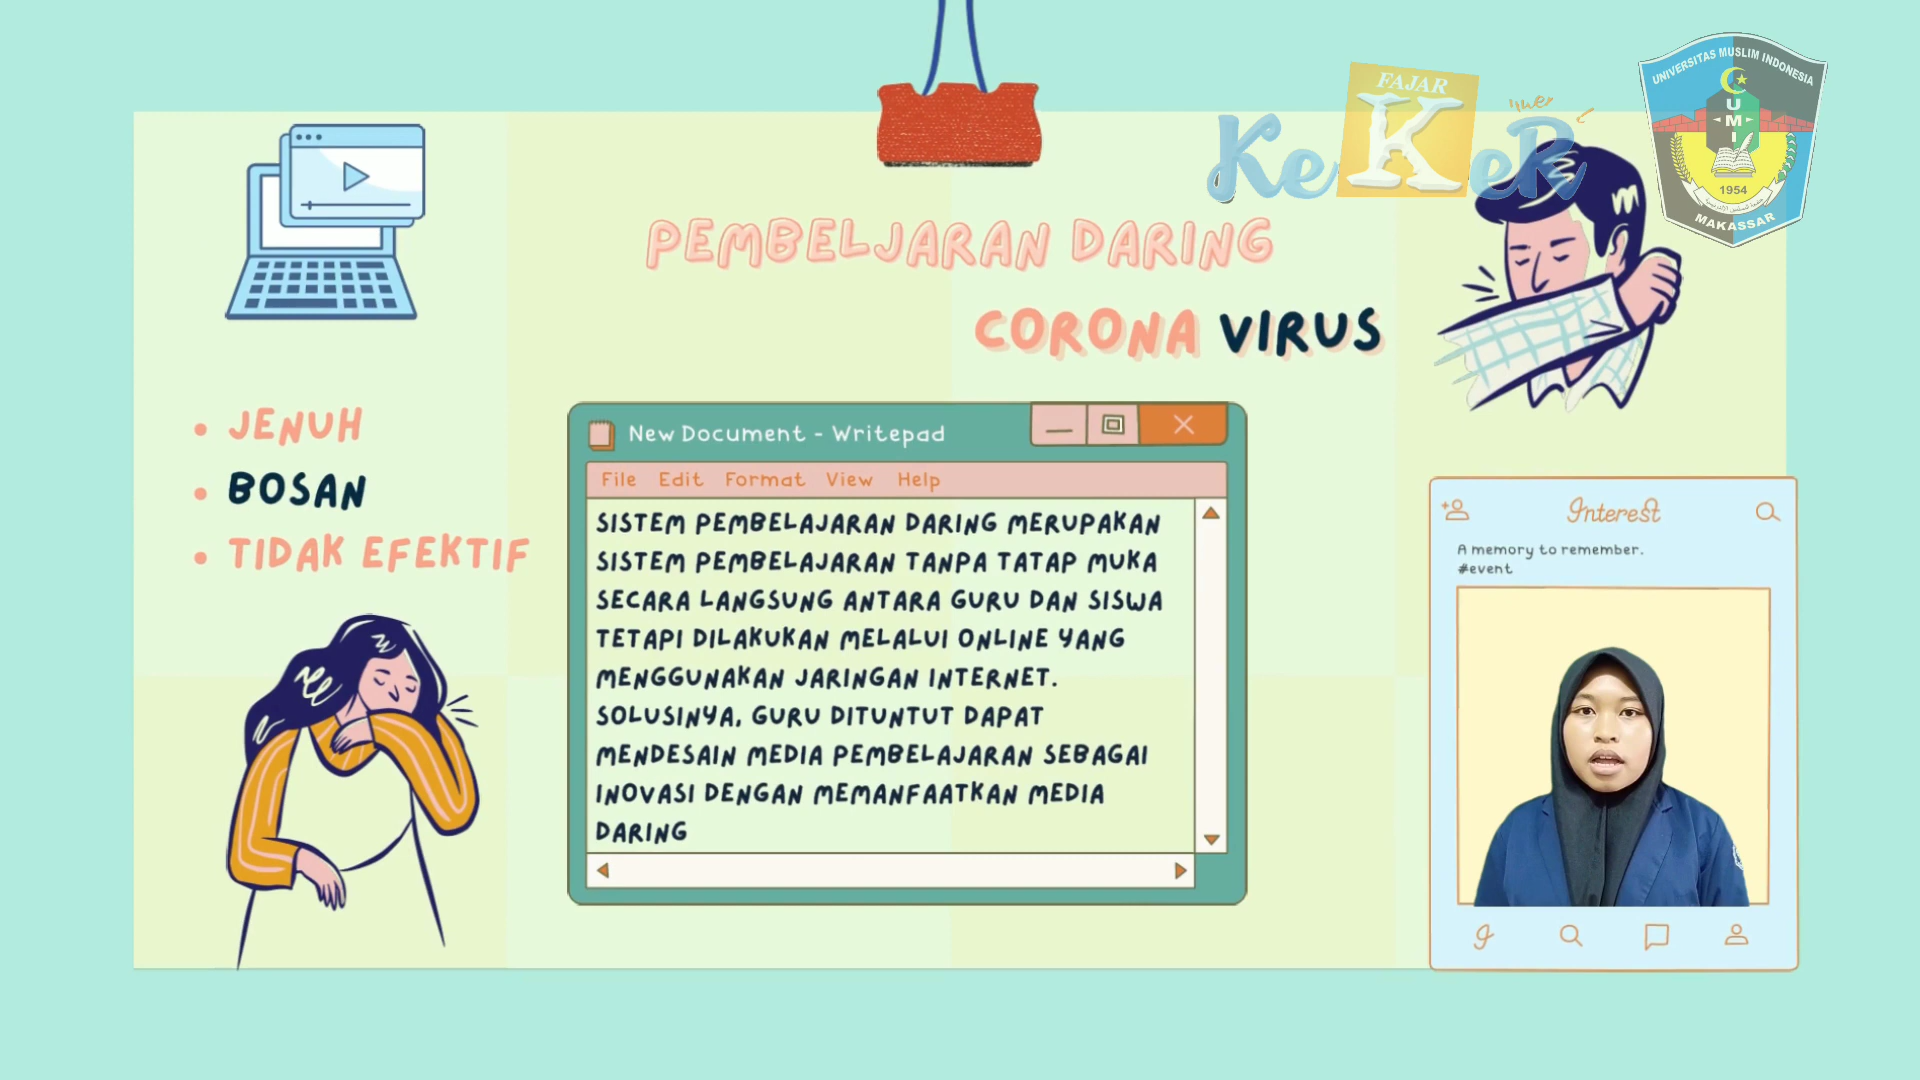 FAJAR
KeKeR
UNIVERSITAS MUSLIM INDONESIA
UMI
1954
MAKASSAR
PEMBELJARAN DARING
CORONA VIRUS
JENUH
BOSAN
TIDAK EFEKTIF
New Document - Writepad
File Edit Format View Help
SISTEM PEMBELAJARAN DARING MERUPAKAN
SISTEM PEMBELAJARAN TANPA TATAP MUKA
SECARA LANGSUNG ANTARA GURU DAN SISWA
TETAPI DILAKUKAN MELALUI ONLINE YANG
MENGGUNAKAN JARINGAN INTERNET.
SOLUSINYA, GURU DITUNTUT DAPAT
MENDESAIN MEDIA PEMBELAJARAN SEBAGAI
INOVASI DENGAN MEMANFAATKAN MEDIA
DARING
Interest
A memory to remember.
#event